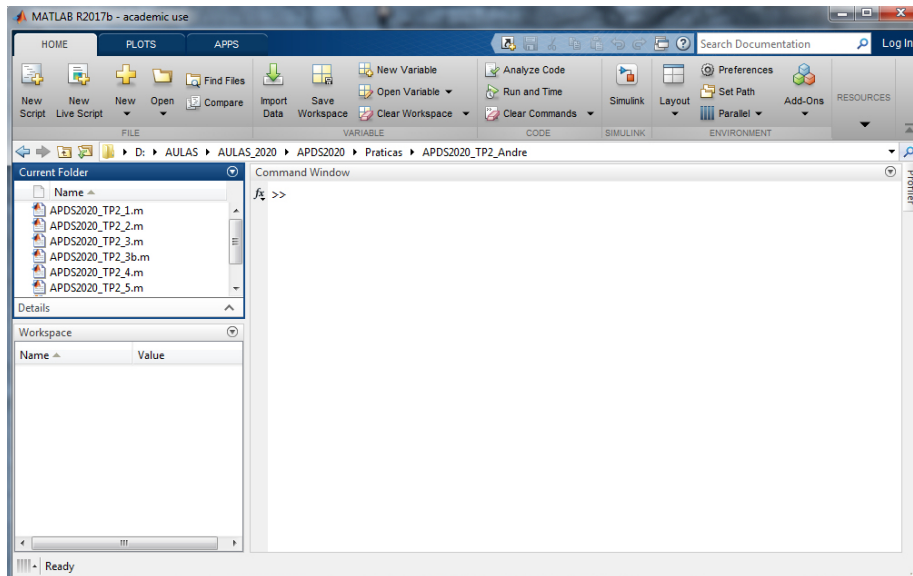 MATLAB R2017b - academic use
HOME PLOTS APPS
Search Documentation Log In
New Script
New Live Script
New
Open
Find Files
Compare
Import Data
Save Workspace
New Variable
Open Variable
Clear Workspace
Analyze Code
Run and Time
Clear Commands
Simulink
Layout
Preferences
Set Path
Parallel
Add-Ons
RESOURCES
FILE VARIABLE CODE SIMULINK ENVIRONMENT
D: AULAS AULAS_2020 APDS2020 Praticas APDS2020_TP2_Andre
Current Folder
Name
APDS2020_TP2_1.m
APDS2020_TP2_2.m
APDS2020_TP2_3.m
APDS2020_TP2_3b.m
APDS2020_TP2_4.m
APDS2020_TP2_5.m
Details
Workspace
Name Value
Command Window
fx >>
Profiler
Ready